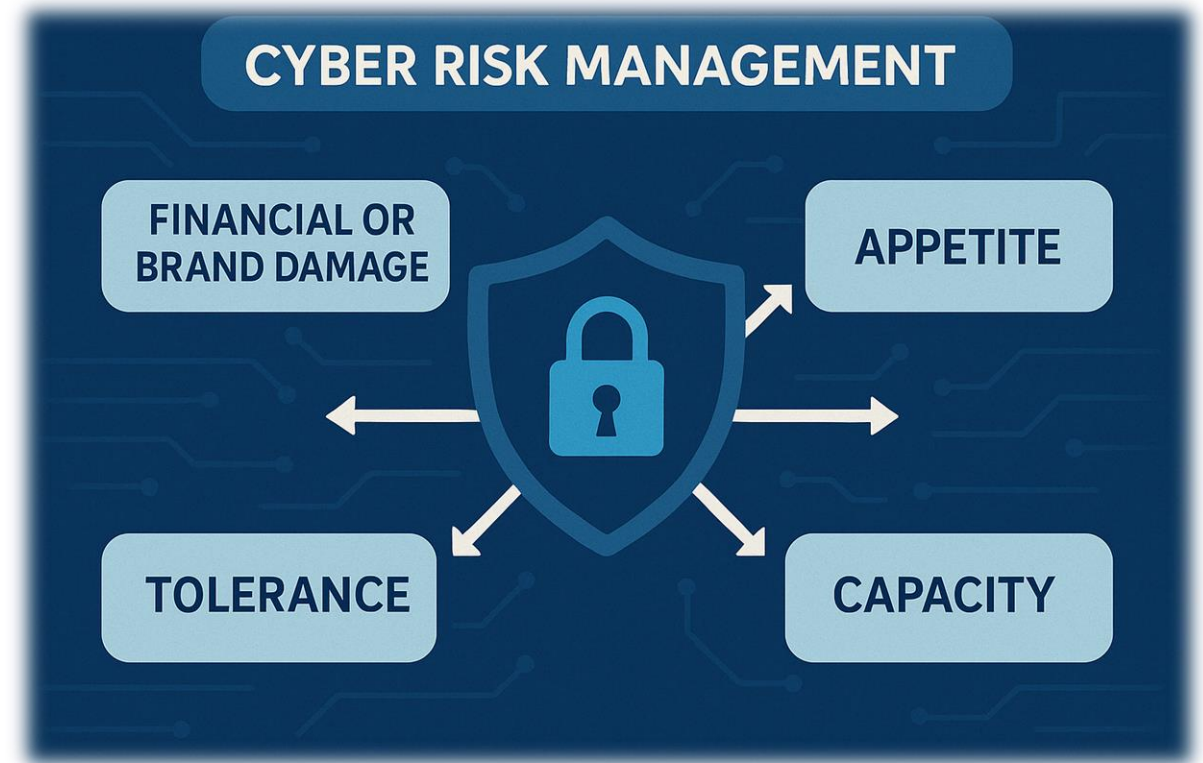 CYBER RISK MANAGEMENT
FINANCIAL OR
BRAND DAMAGE
APPETITE
TOLERANCE
CAPACITY